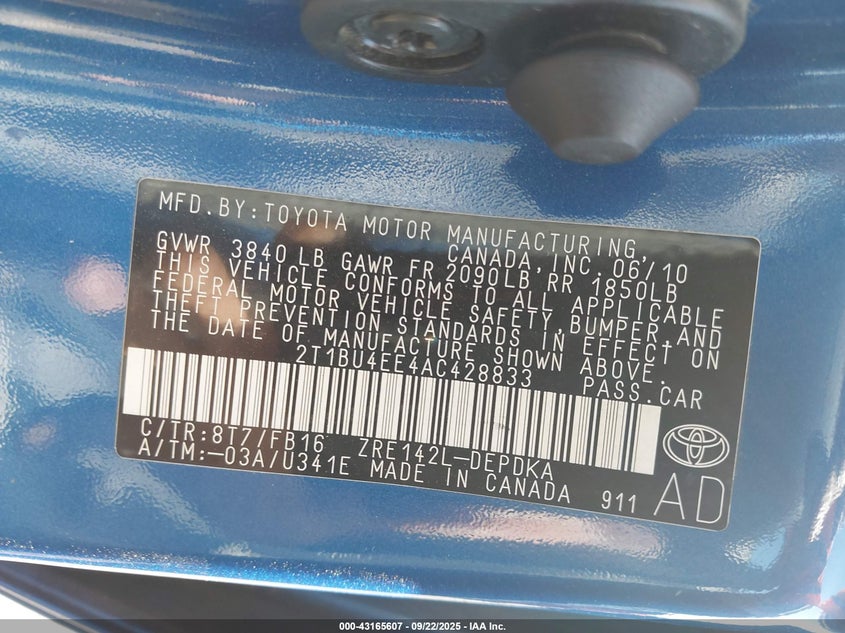 MFD.BY:TOYOTA MOTOR MANUFACTURING,
CANADA,INC.06/10
GVWR 3840 LB GAWR FR 2090LB,RR 1850LB
THIS VEHICLE CONFORMS TO ALL APPLICABLE
FEDERAL MOTOR VEHICLE SAFETY,BUMPER,AND
THEFT PREVENTION STANDARDS IN EFFECT ON
THE DATE OF MANUFACTURE SHOWN ABOVE.
2T1BU4EE4AC428833 PASS.CAR
C/TR:8T7/FB16 ZRE142L-DEPDKA
A/TM:-03A/U341E MADE IN CANADA 911
AD
000-43165607 - 09/22/2025 - IAA Inc.